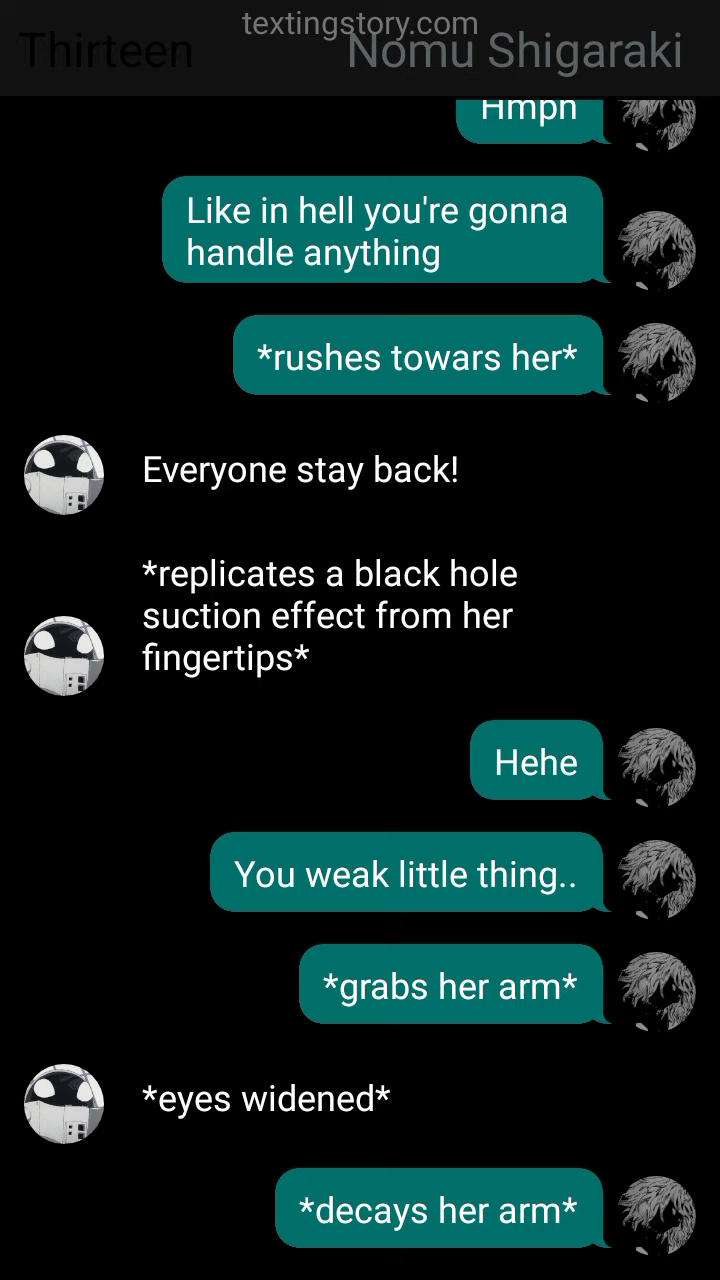 textingstory.com
Thirteen
Nomu Shigaraki
Hmph
Like in hell you're gonna
handle anything
*rushes towars her*
Everyone stay back!
*replicates a black hole
suction effect from her
fingertips*
Hehe
You weak little thing..
*grabs her arm*
*eyes widened*
*decays her arm*